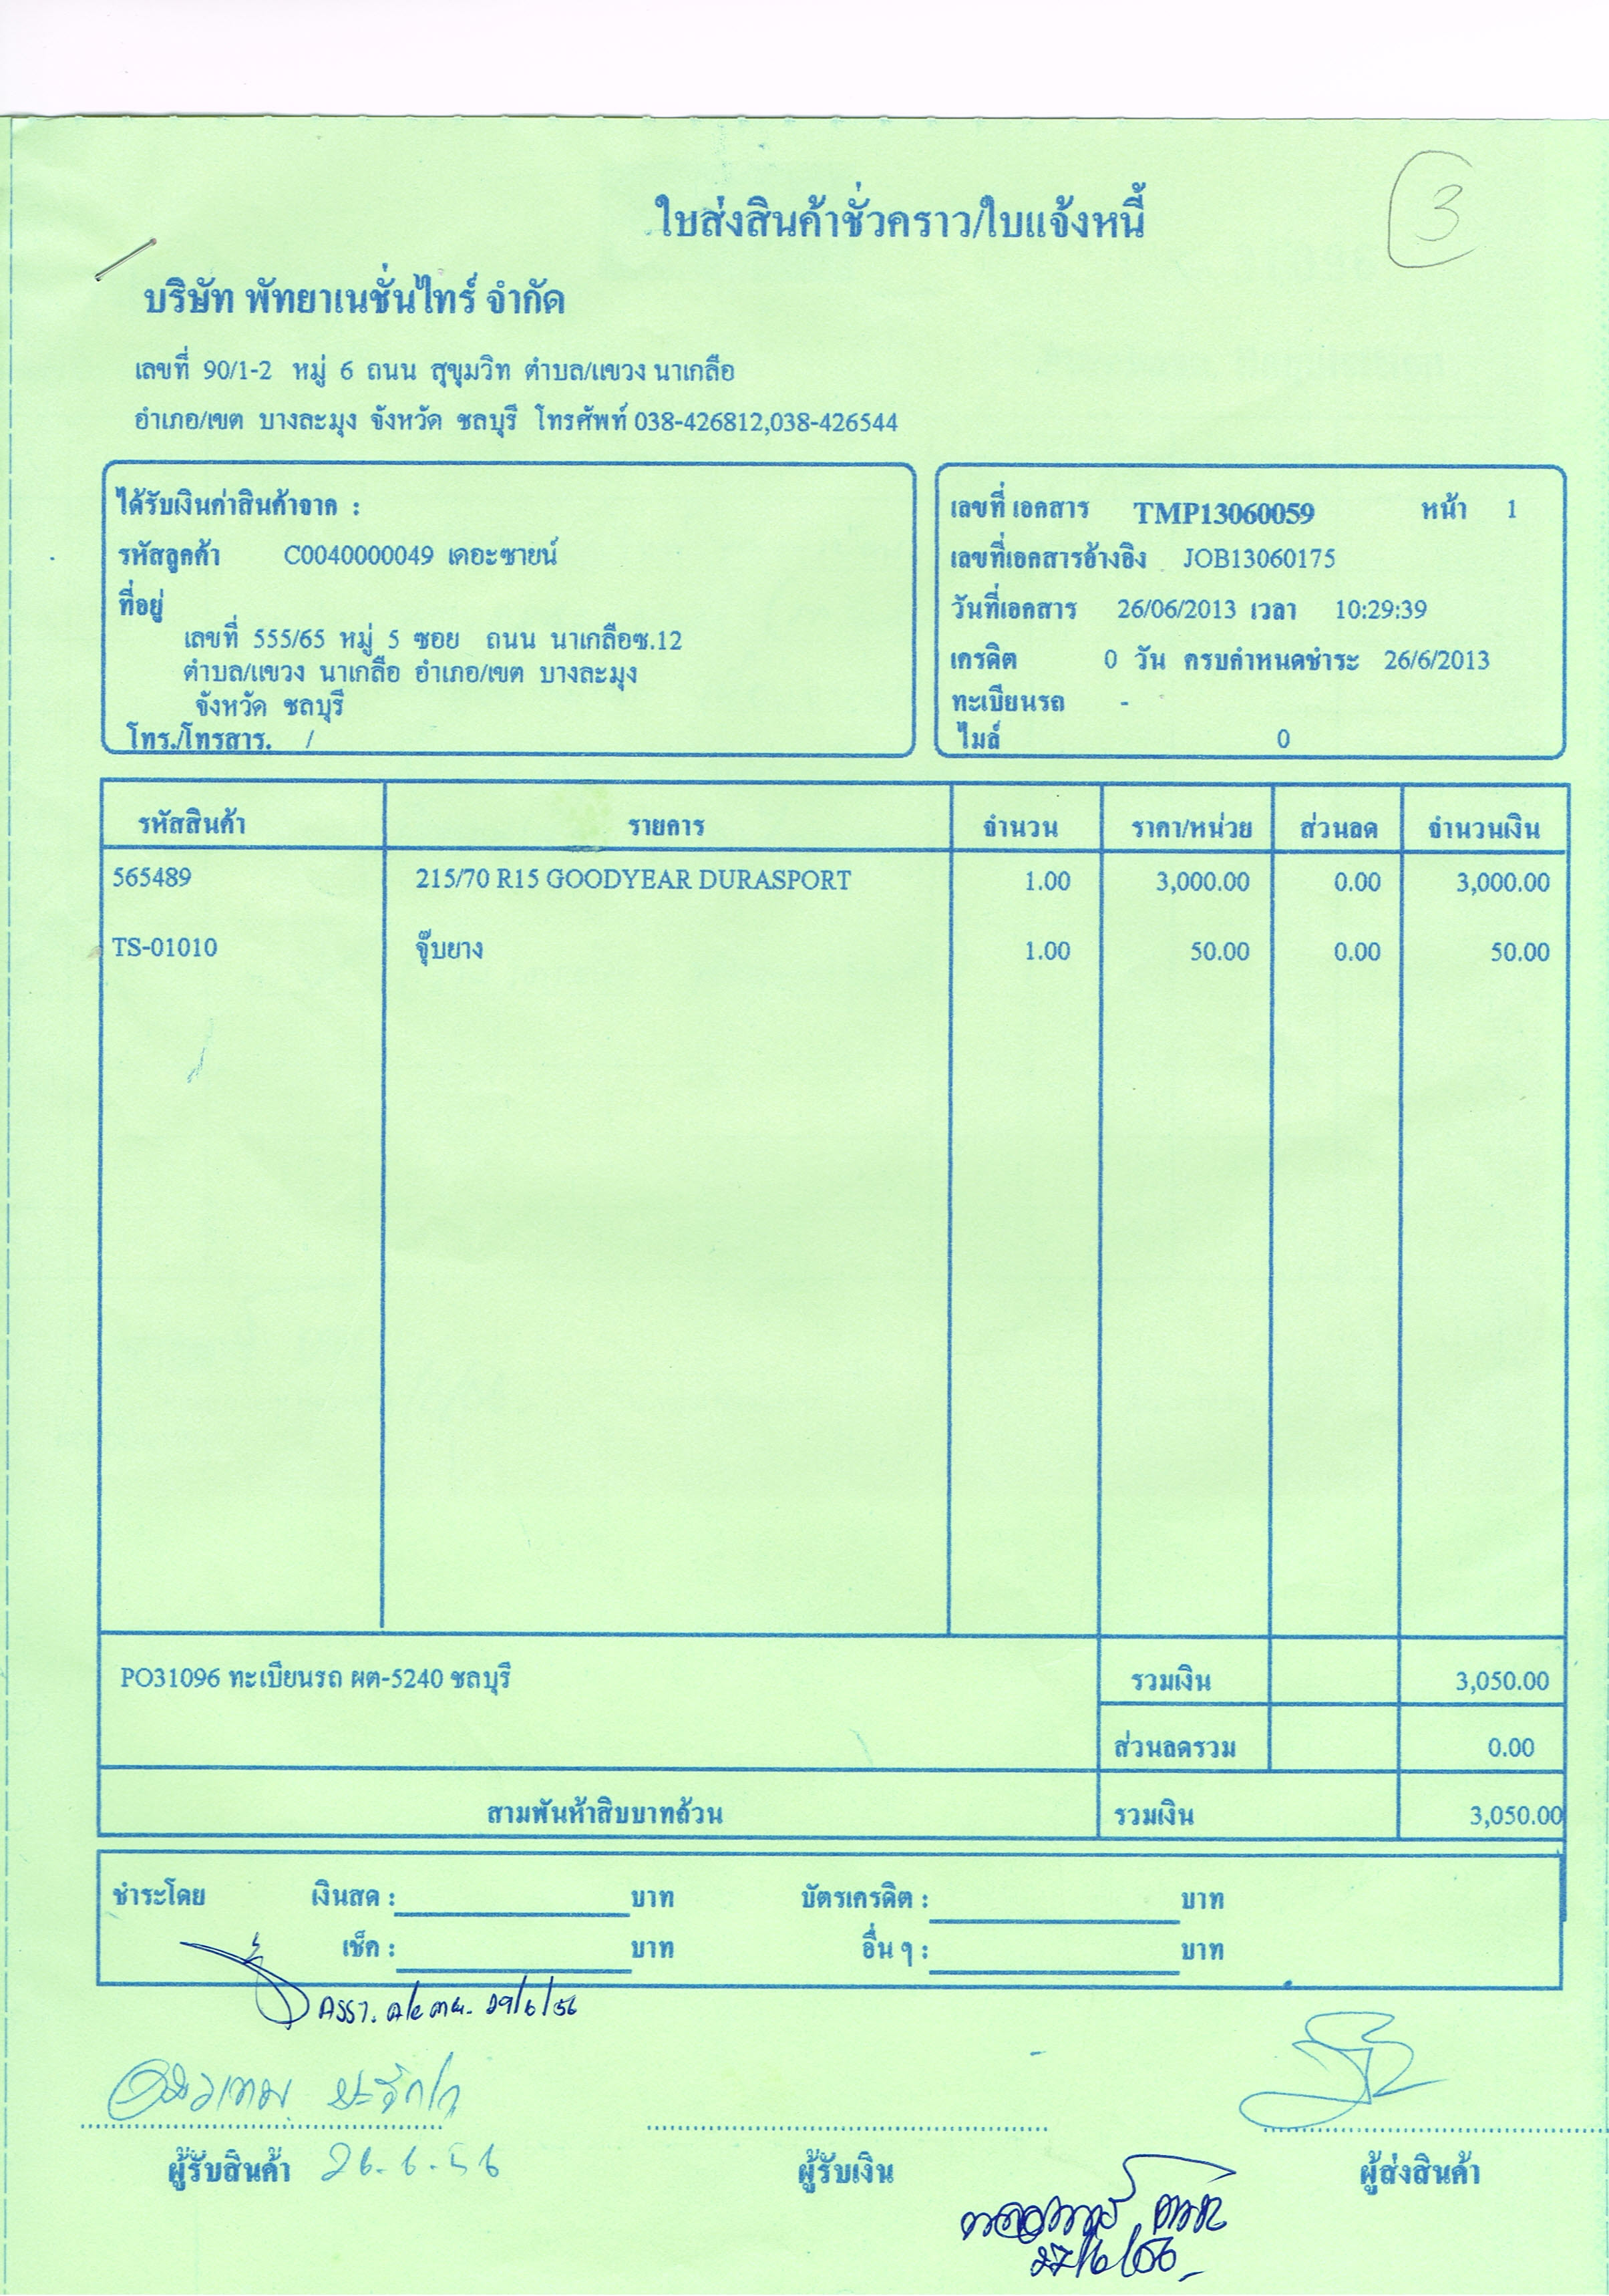 3
ใบส่งสินค้าชั่วคราว/ใบแจ้งหนี้
บริษัท พัทยาเนชั่นไทร์ จำกัด
เลขที่ 90/1-2 หมู่ 6 ถนน สุขุมวิท ตำบล/แขวง นาเกลือ
อำเภอ/เขต บางละมุง จังหวัด ชลบุรี โทรศัพท์ 038-426812,038-426544
ได้รับเงินค่าสินค้าจาก :
รหัสลูกค้า C0040000049 เดอะซายน์
ที่อยู่
เลขที่ 555/65 หมู่ 5 ซอย ถนน นาเกลือซ.12
ตำบล/แขวง นาเกลือ อำเภอ/เขต บางละมุง
จังหวัด ชลบุรี
โทร./โทรสาร. /
เลขที่ เอกสาร TMP13060059 หน้า 1
เลขที่เอกสารอ้างอิง JOB13060175
วันที่เอกสาร 26/06/2013 เวลา 10:29:39
เครดิต 0 วัน ครบกำหนดชำระ 26/6/2013
ทะเบียนรถ -
ไมล์ 0
รหัสสินค้า รายการ จำนวน ราคา/หน่วย ส่วนลด จำนวนเงิน
565489 215/70 R15 GOODYEAR DURASPORT 1.00 3,000.00 0.00 3,000.00
TS-01010 จุ๊บยาง 1.00 50.00 0.00 50.00
PO31096 ทะเบียนรถ ผต-5240 ชลบุรี รวมเงิน 3,050.00
ส่วนลดรวม 0.00
สามพันห้าสิบบาทถ้วน รวมเงิน 3,050.00
ชำระโดย เงินสด : บาท บัตรเครดิต : บาท
เช็ค : บาท อื่น ๆ : บาท
29/6/56
ผู้รับสินค้า 26.6.56 ผู้รับเงิน ผู้ส่งสินค้า
27/6/56